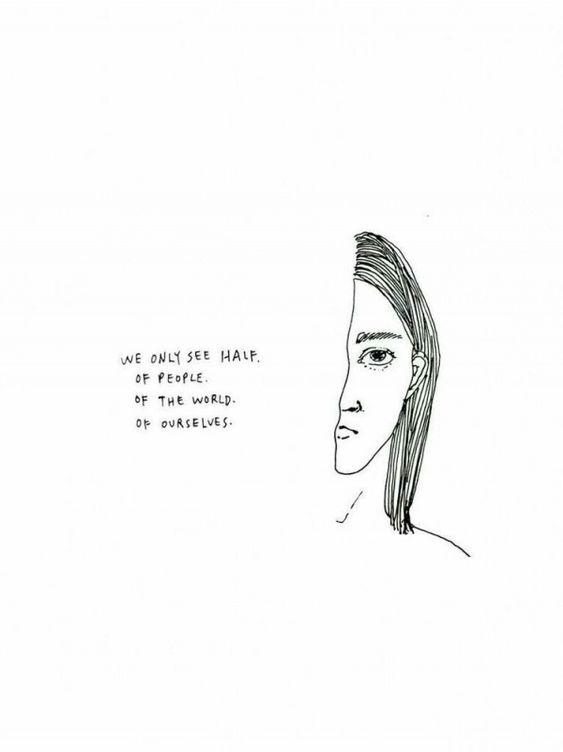 WE ONLY SEE HALF.
OF PEOPLE.
OF THE WORLD.
OF OURSELVES.